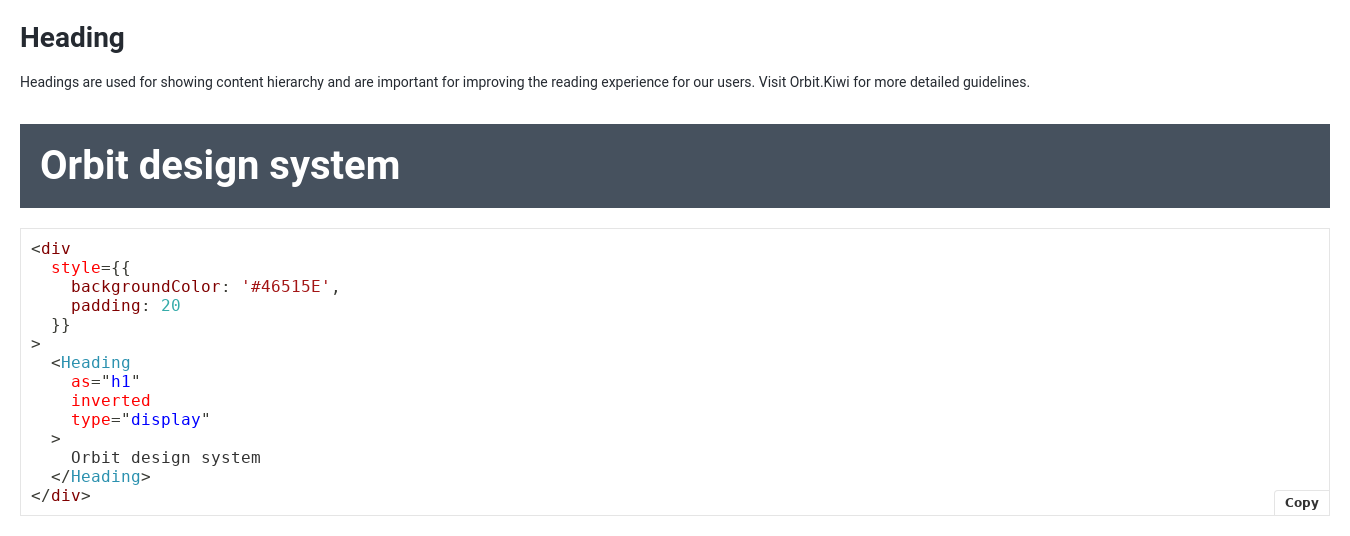 Heading
Headings are used for showing content hierarchy and are important for improving the reading experience for our users. Visit Orbit.Kiwi for more detailed guidelines.
Orbit design system
<div
  style={{
    backgroundColor: '#46515E',
    padding: 20
  }}
>
  <Heading
    as="h1"
    inverted
    type="display"
  >
    Orbit design system
  </Heading>
</div>
Copy